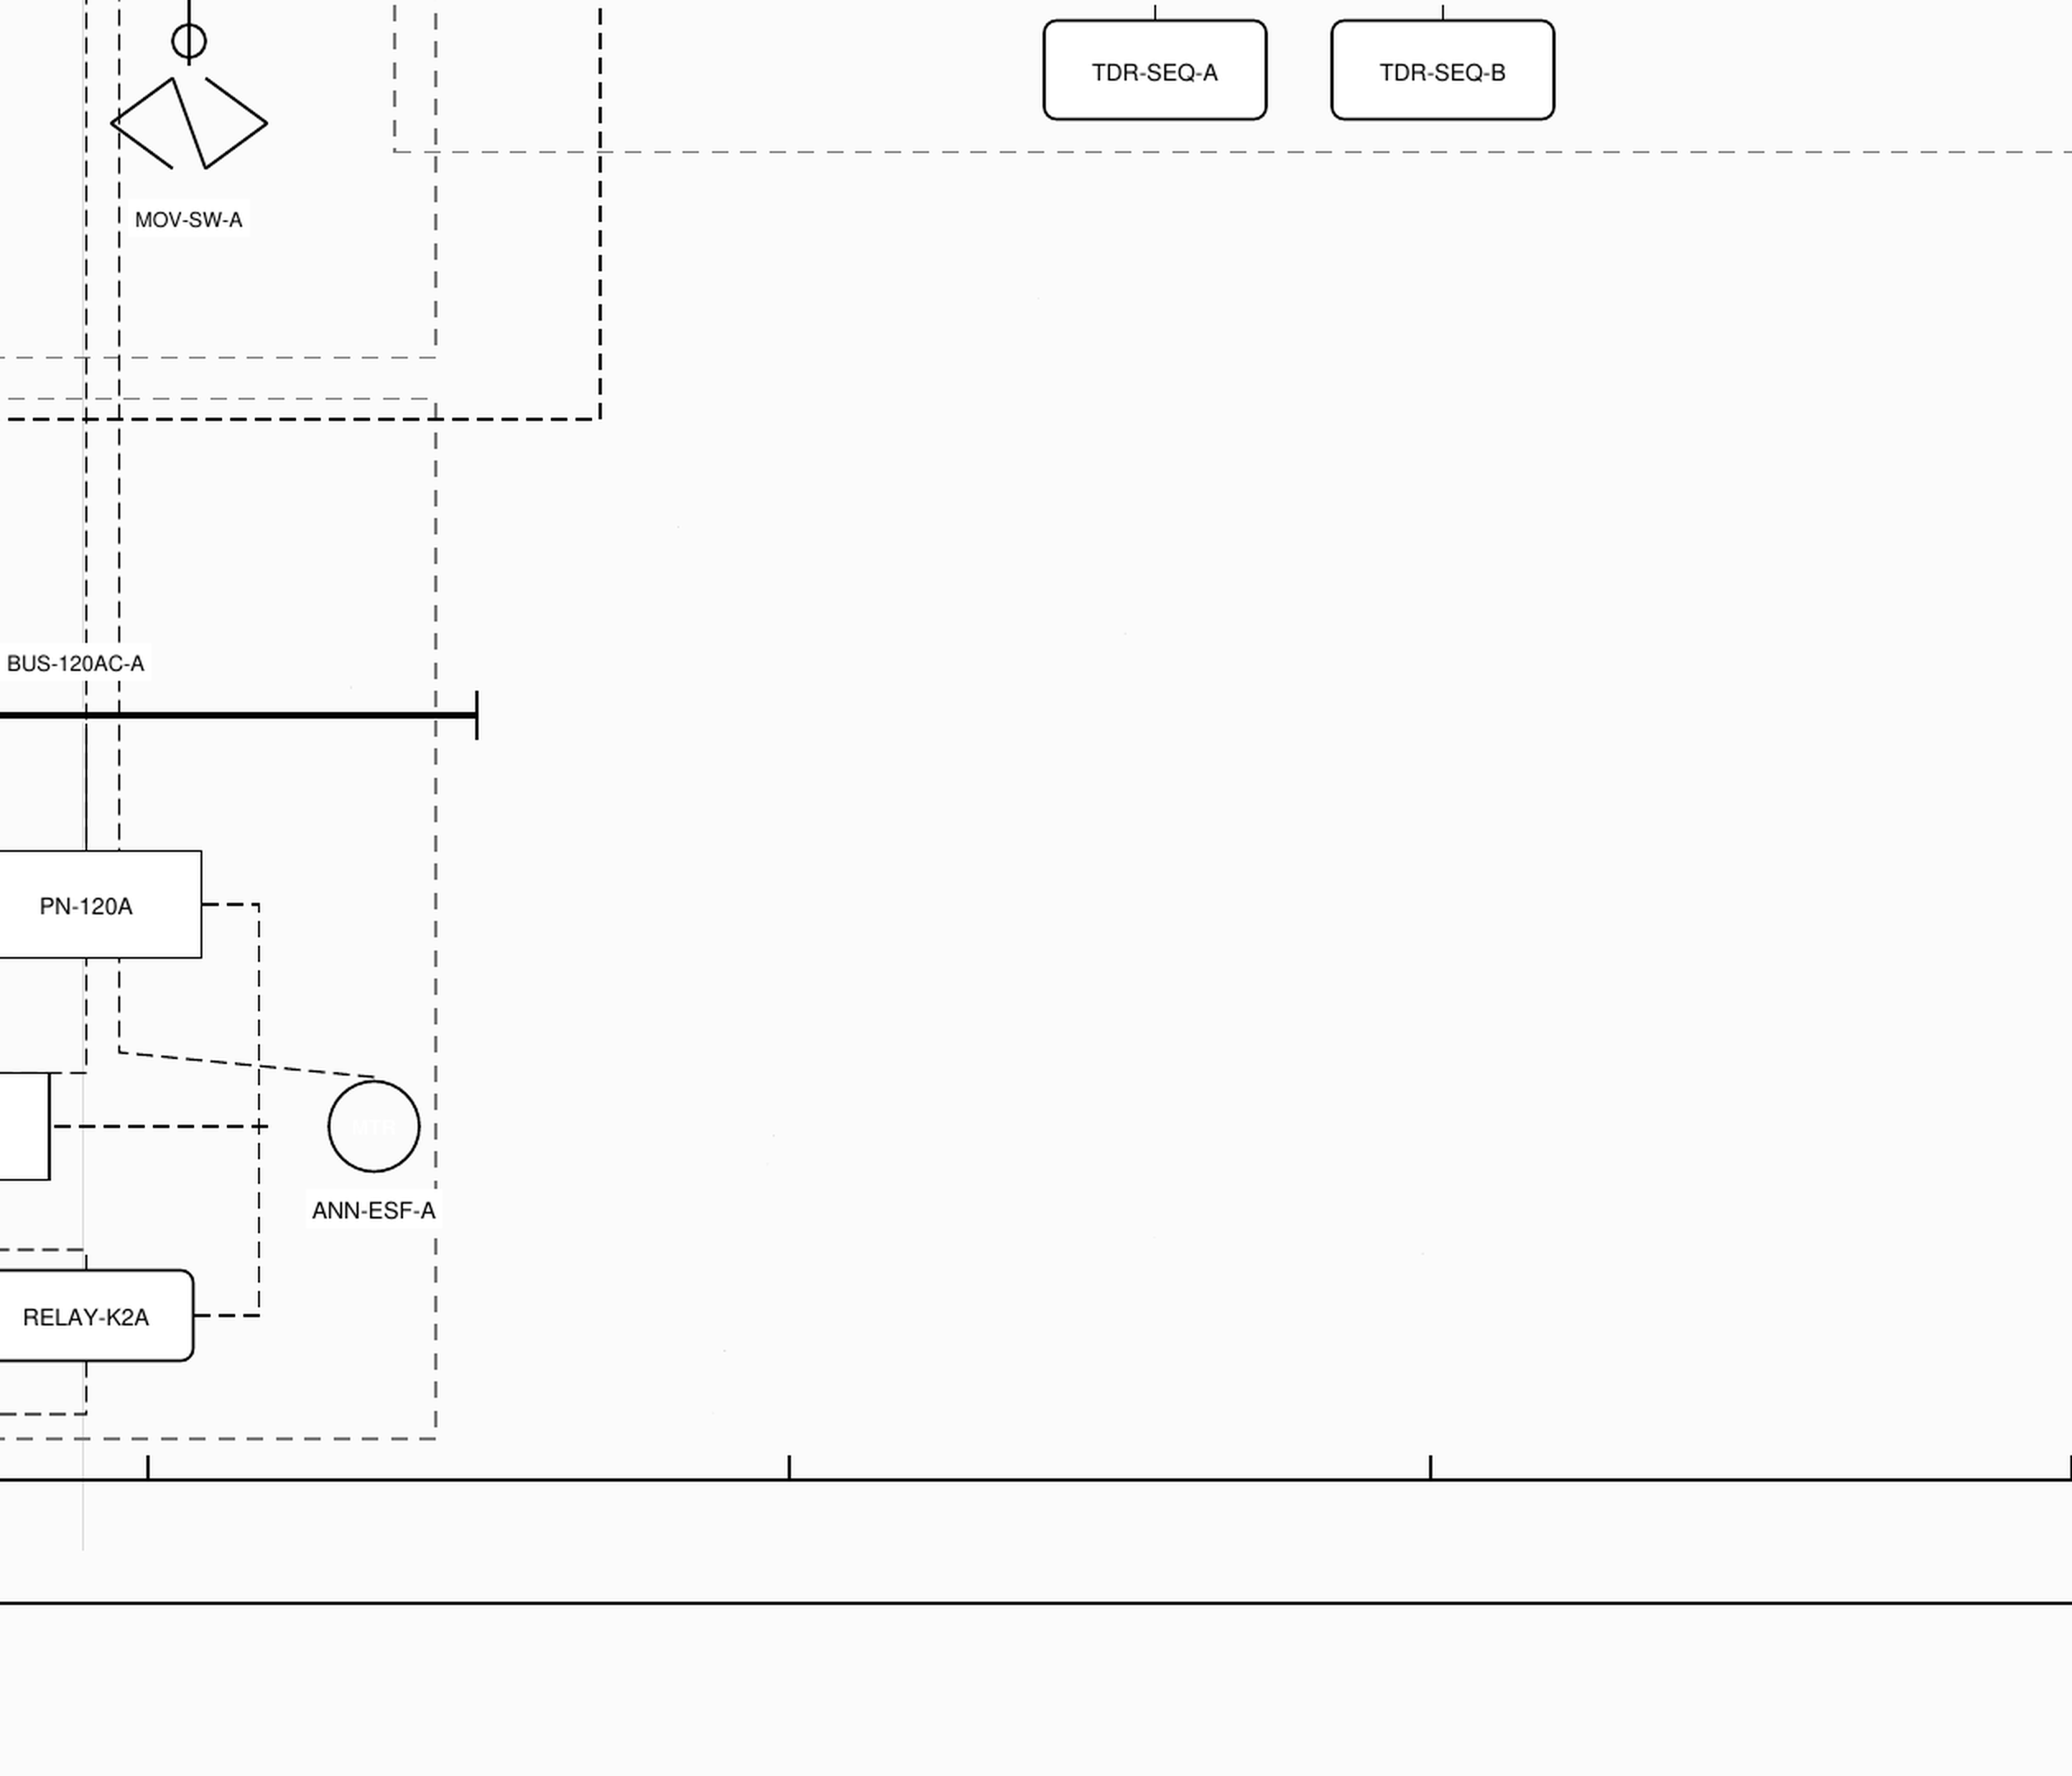 TDR-SEQ-A
TDR-SEQ-B
MOV-SW-A
BUS-120AC-A
PN-120A
ANN-ESF-A
RELAY-K2A